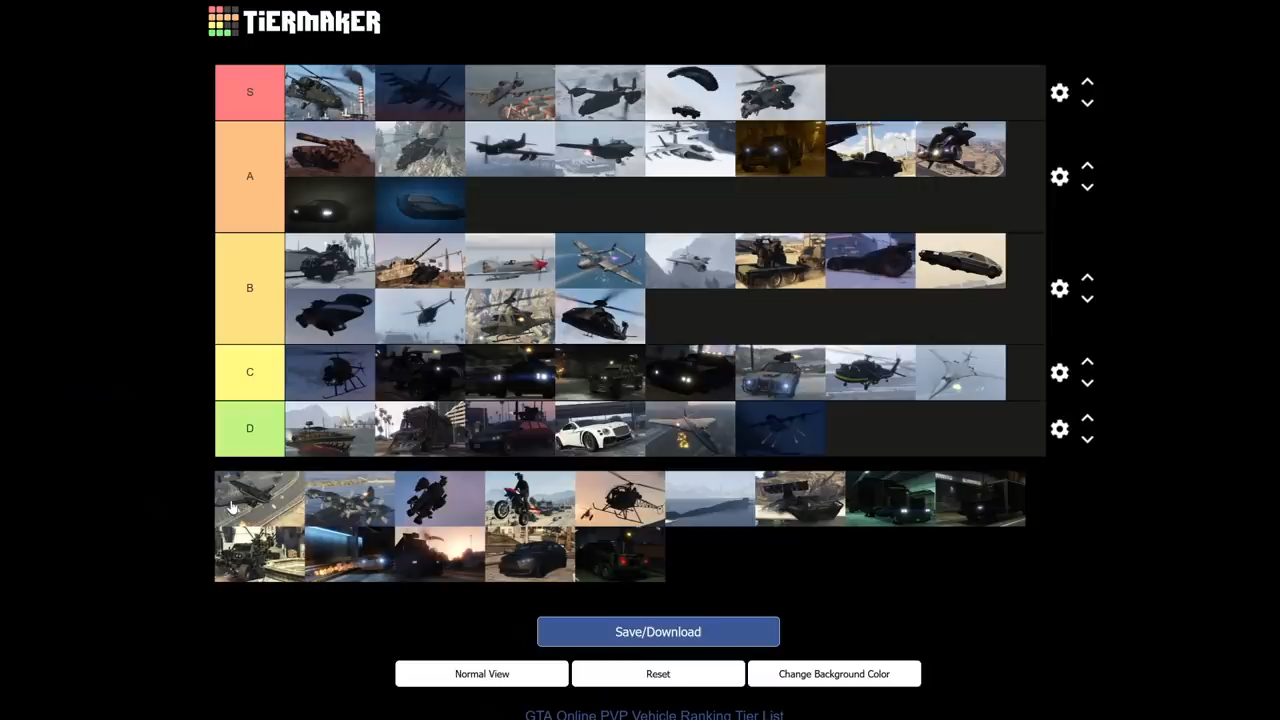 TiERMAKER
S
A
B
C
D
Save/Download
Normal View
Reset
Change Background Color
GTA Online PVP Vehicle Ranking Tier List